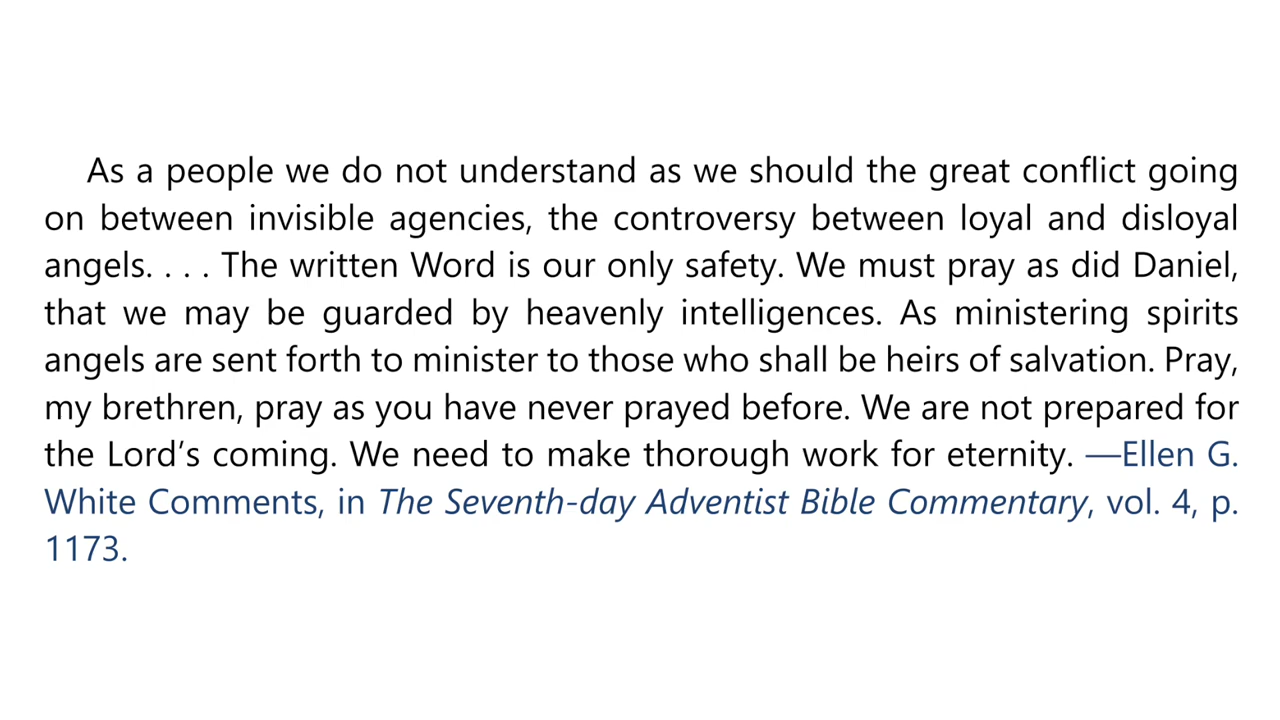 As a people we do not understand as we should the great conflict going
on between invisible agencies, the controversy between loyal and disloyal
angels. . . . The written Word is our only safety. We must pray as did Daniel,
that we may be guarded by heavenly intelligences. As ministering spirits
angels are sent forth to minister to those who shall be heirs of salvation. Pray,
my brethren, pray as you have never prayed before. We are not prepared for
the Lord’s coming. We need to make thorough work for eternity. —Ellen G.
White Comments, in The Seventh-day Adventist Bible Commentary, vol. 4, p.
1173.